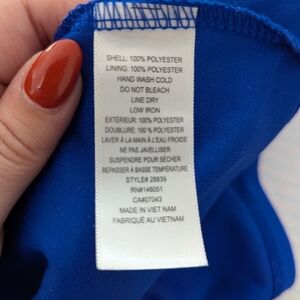 SHELL: 100% POLYESTER
LINING: 100% POLYESTER
HAND WASH COLD
DO NOT BLEACH
LINE DRY
LOW IRON
EXTÉRIEUR: 100% POLYESTER
DOUBLURE: 100% POLYESTER
LAVER À LA MAIN À L'EAU FROIDE
NE PAS JAVELLISER
SUSPENDRE POUR SÉCHER
REPASSER À BASSE TEMPÉRATURE
STYLE# 28839
RN#146051
CA#07043
MADE IN VIET NAM
FABRIQUÉ AU VIETNAM